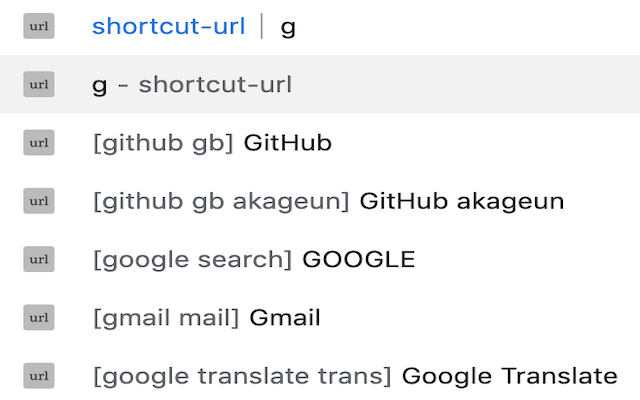 url shortcut-url | g
url g - shortcut-url
url [github gb] GitHub
url [github gb akageun] GitHub akageun
url [google search] GOOGLE
url [gmail mail] Gmail
url [google translate trans] Google Translate